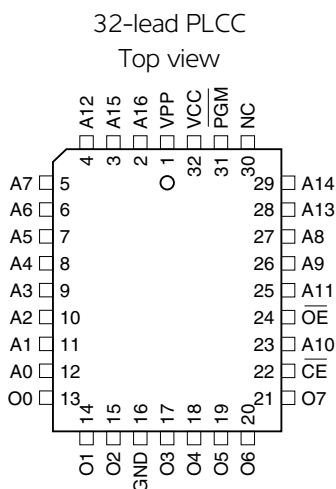 32-lead PLCC
Top view
A12 A15 A16 VPP VCC P̅G̅M̅ NC
4 3 2 1 32 31 30
A7 5 29 A14
A6 6 28 A13
A5 7 27 A8
A4 8 26 A9
A3 9 25 A11
A2 10 24 O̅E̅
A1 11 23 A10
A0 12 22 C̅E̅
O0 13 21 O7
14 15 16 17 18 19 20
O1 O2 GND O3 O4 O5 O6